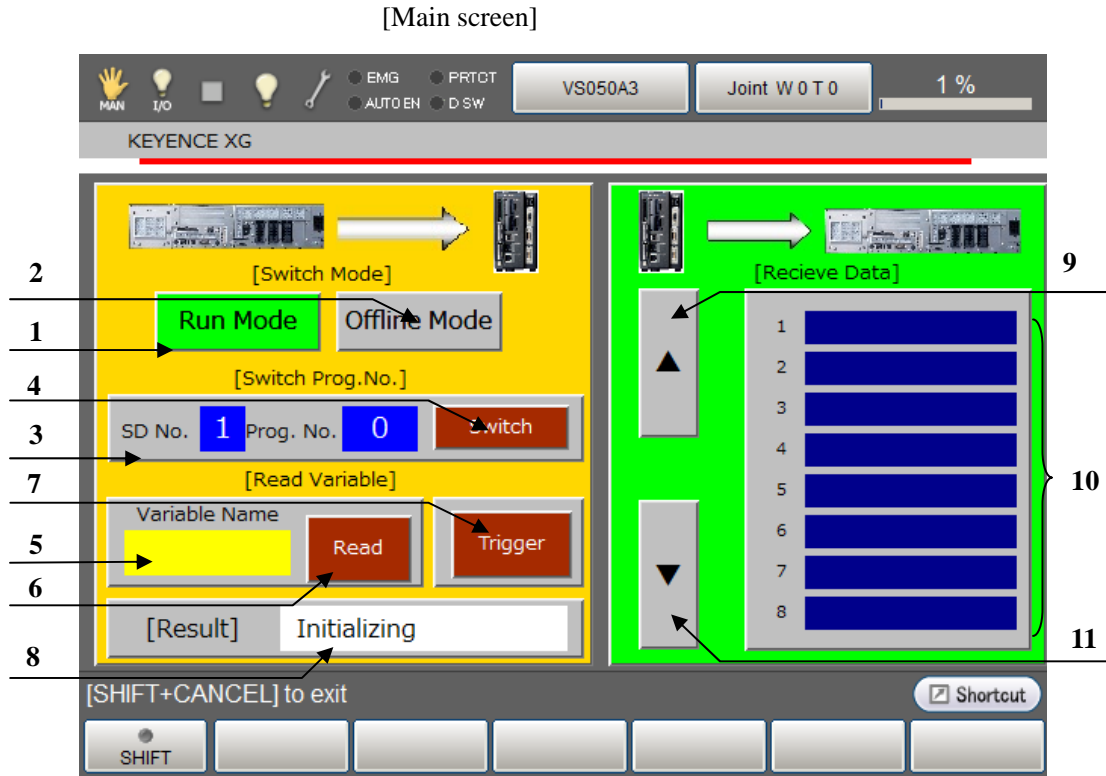 [Main screen]
MAN I/O EMG PRTCT AUTO EN D SW VS050A3 Joint W 0 T 0 1 %
KEYENCE XG
[Switch Mode]
Run Mode Offline Mode
[Switch Prog.No.]
SD No. 1 Prog. No. 0 Switch
[Read Variable]
Variable Name
Read Trigger
[Result] Initializing
[Recieve Data]
▲
▼
1
2
3
4
5
6
7
8
2
1
4
3
7
5
6
8
9
10
11
[SHIFT+CANCEL] to exit
Shortcut
SHIFT